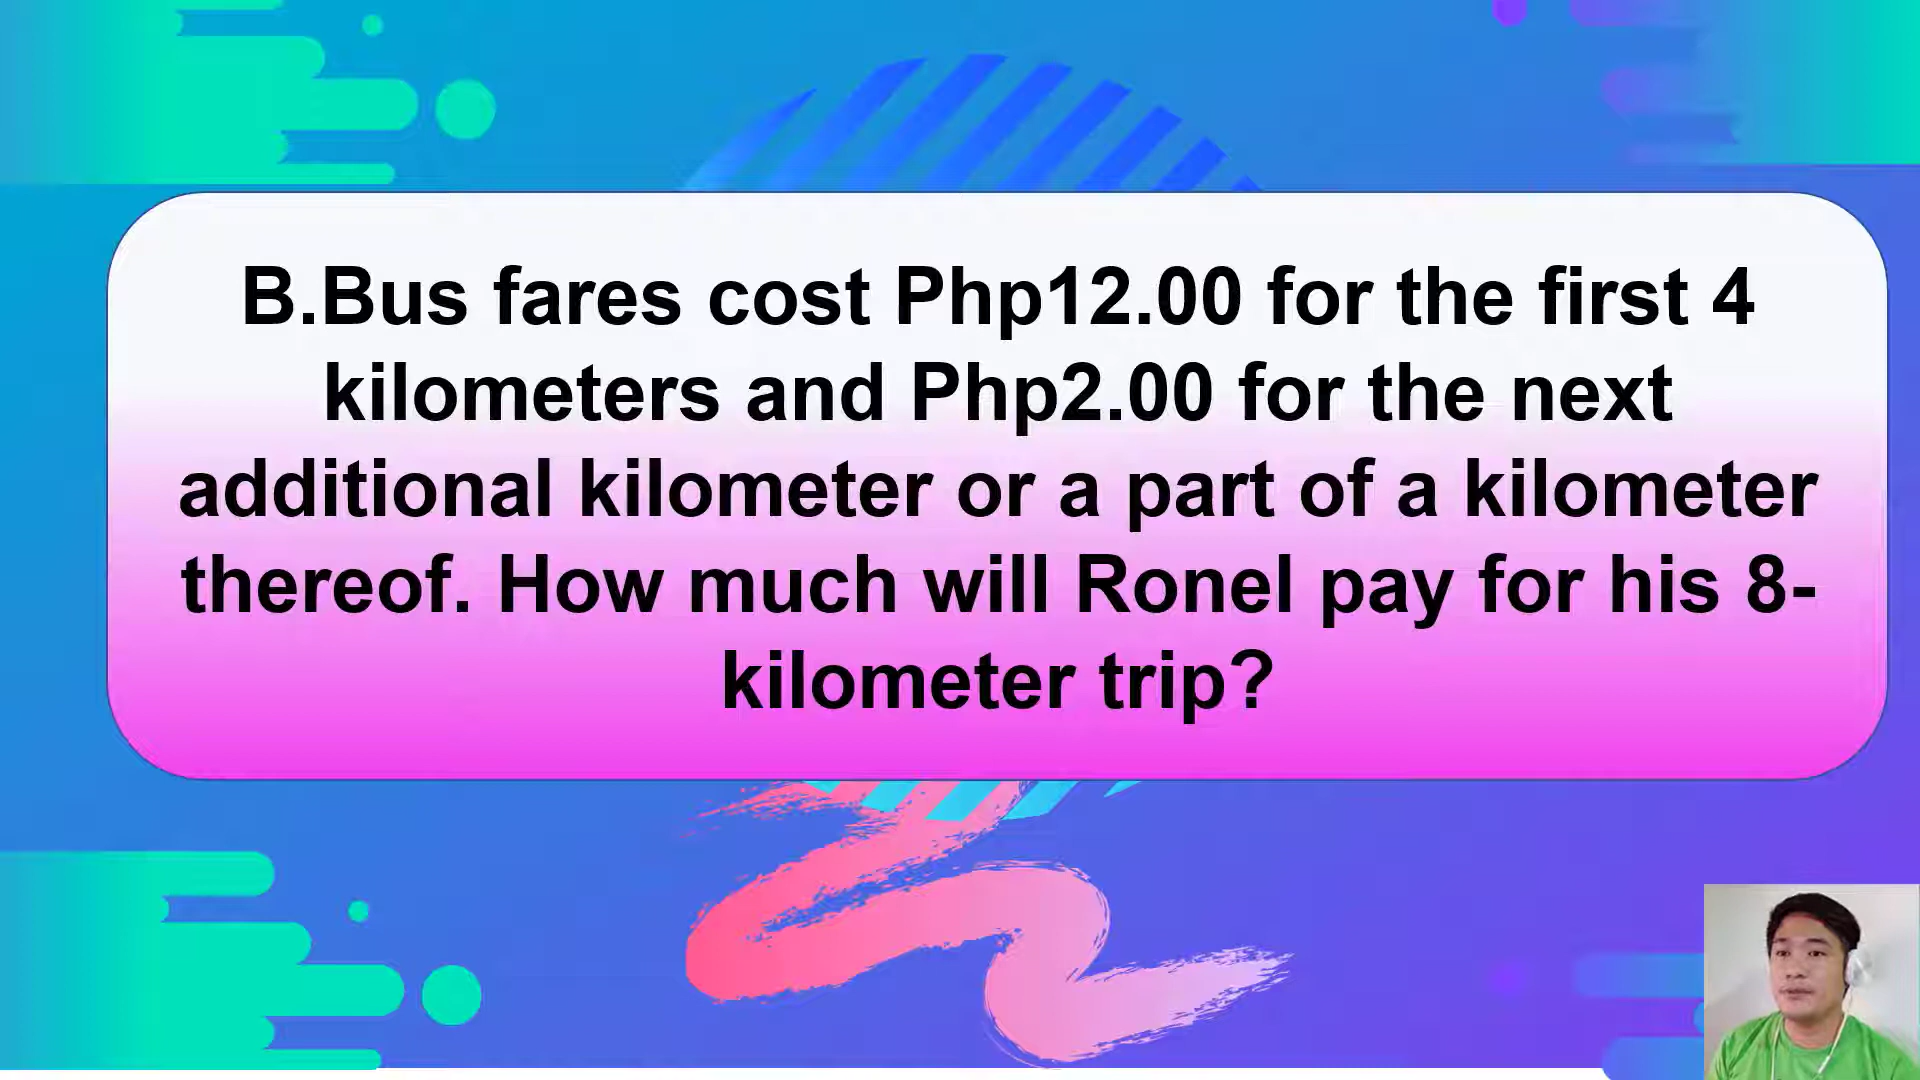 B.Bus fares cost Php12.00 for the first 4
kilometers and Php2.00 for the next
additional kilometer or a part of a kilometer
thereof. How much will Ronel pay for his 8-
kilometer trip?